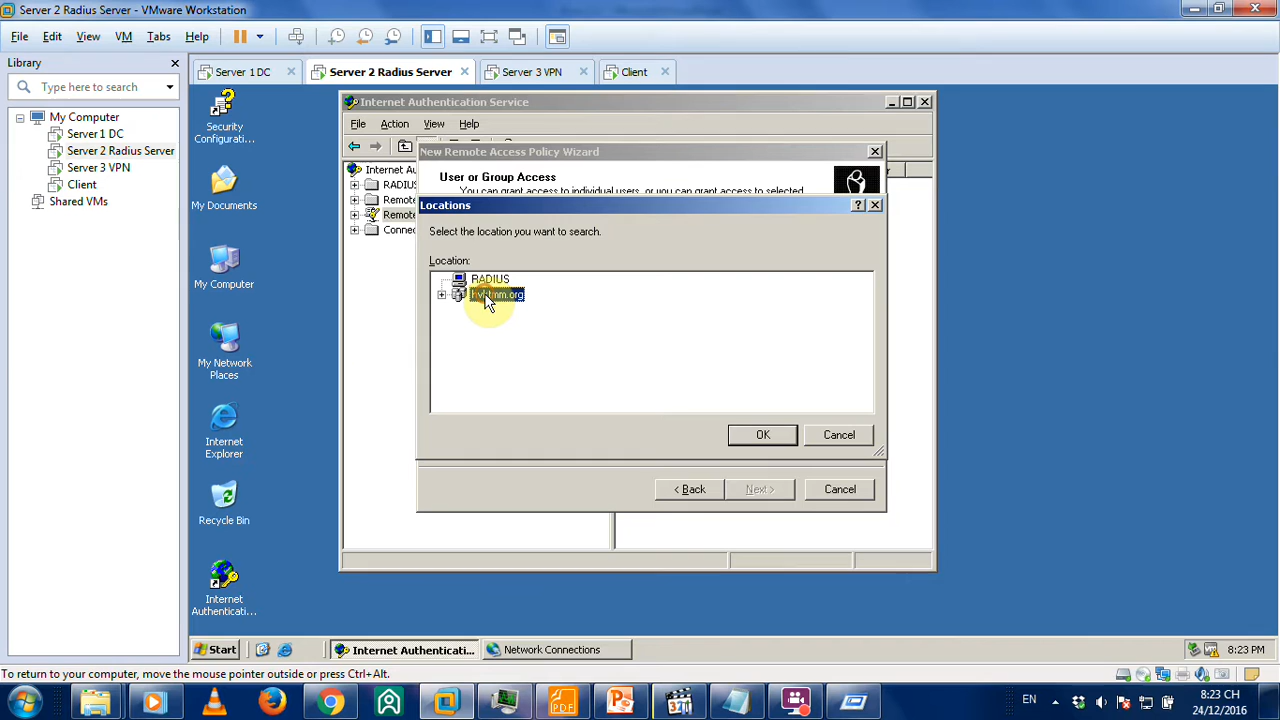 Server 2 Radius Server - VMware Workstation
File Edit View VM Tabs Help
Library
Type here to search
My Computer
Server 1 DC
Server 2 Radius Server
Server 3 VPN
Client
Shared VMs
Server 1 DC
Server 2 Radius Server
Server 3 VPN
Client
Security
Configurati...
My Documents
My Computer
My Network
Places
Internet
Explorer
Recycle Bin
Internet
Authenticati...
Internet Authentication Service
File Action View Help
Internet Au
RADIU
Remote
Remote
Connec
New Remote Access Policy Wizard
User or Group Access
You can grant access to individual users, or you can grant access to selected
Locations
Select the location you want to search.
Location:
RADIUS
OK
Cancel
< Back
Next >
Cancel
Start
Internet Authenticati...
Network Connections
8:23 PM
To return to your computer, move the mouse pointer outside or press Ctrl+Alt.
EN
8:23 CH
24/12/2016